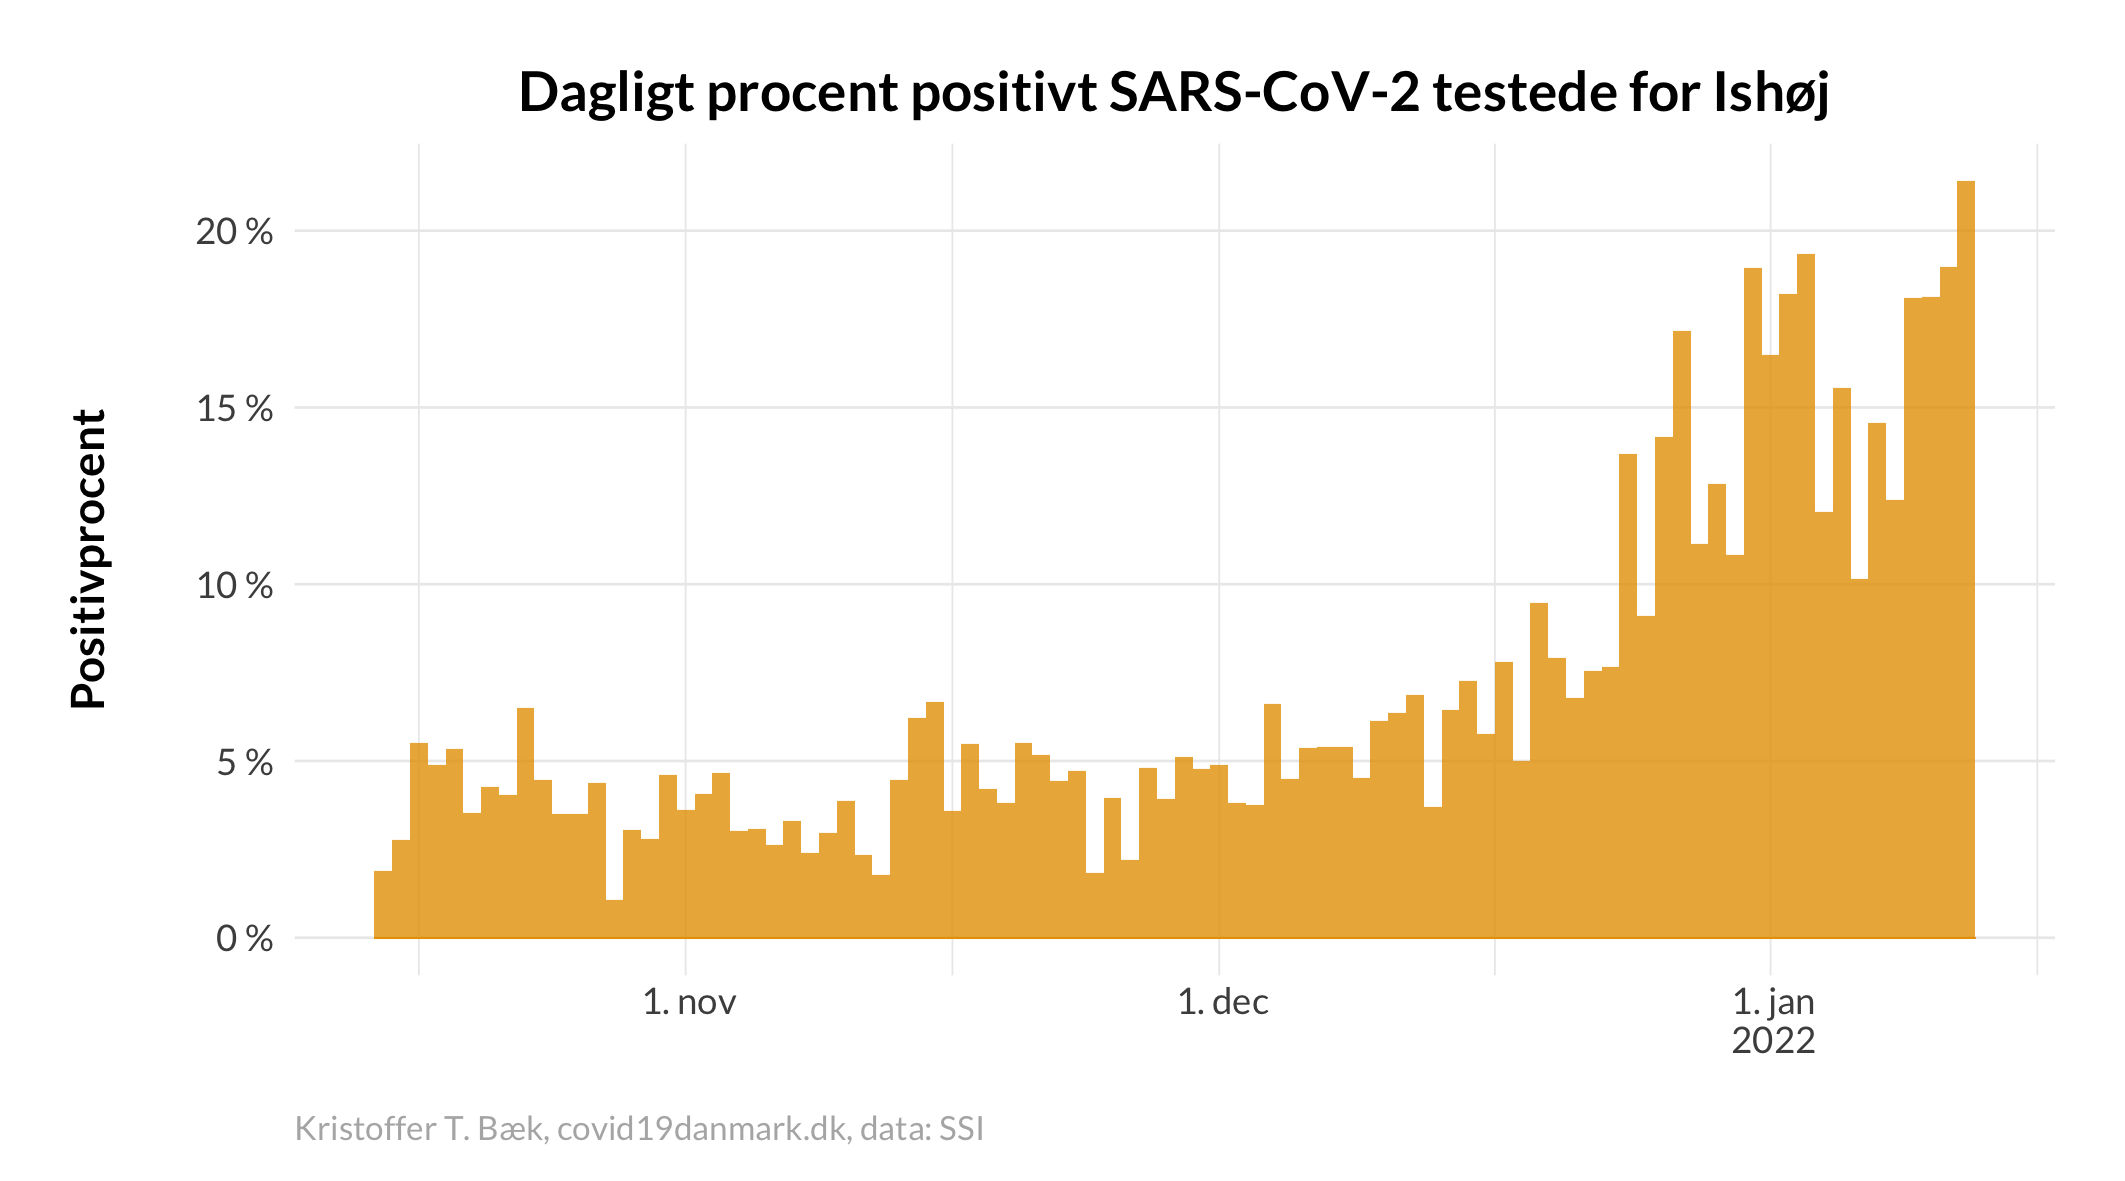 Dagligt procent positivt SARS-CoV-2 testede for Ishøj
Positivprocent
20 %
15 %
10 %
5 %
0 %
1. nov
1. dec
1. jan
2022
Kristoffer T. Bæk, covid19danmark.dk, data: SSI